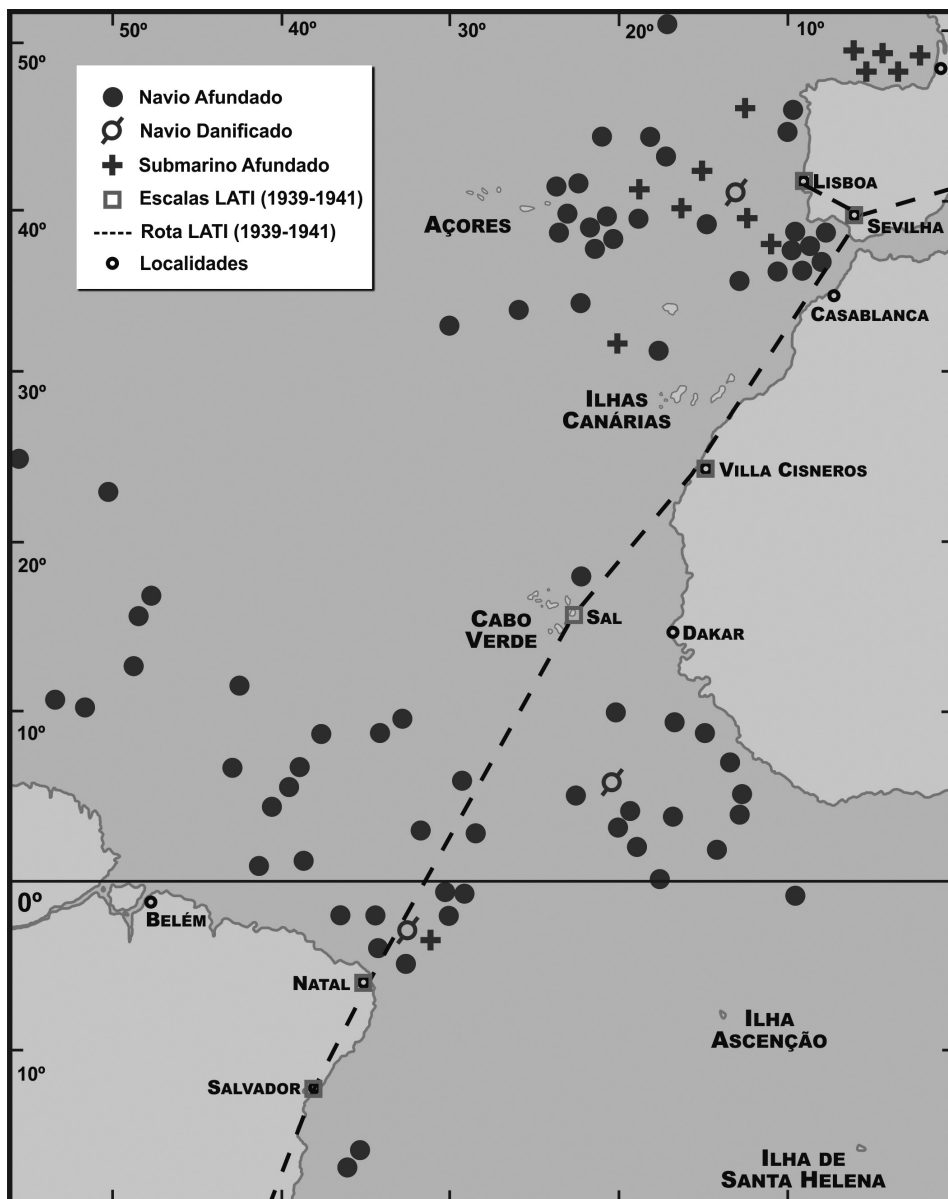 50º
40º
30º
20º
10º
50º
Navio Afundado
Navio Danificado
Submarino Afundado
Escalas LATI (1939-1941)
Rota LATI (1939-1941)
Localidades
LISBOA
AÇORES
40º
SEVILHA
CASABLANCA
30º
ILHAS
CANÁRIAS
VILLA CISNEROS
20º
CABO
VERDE
SAL
DAKAR
10º
0º
BELÉM
NATAL
ILHA
ASCENÇÃO
10º
SALVADOR
ILHA DE
SANTA HELENA